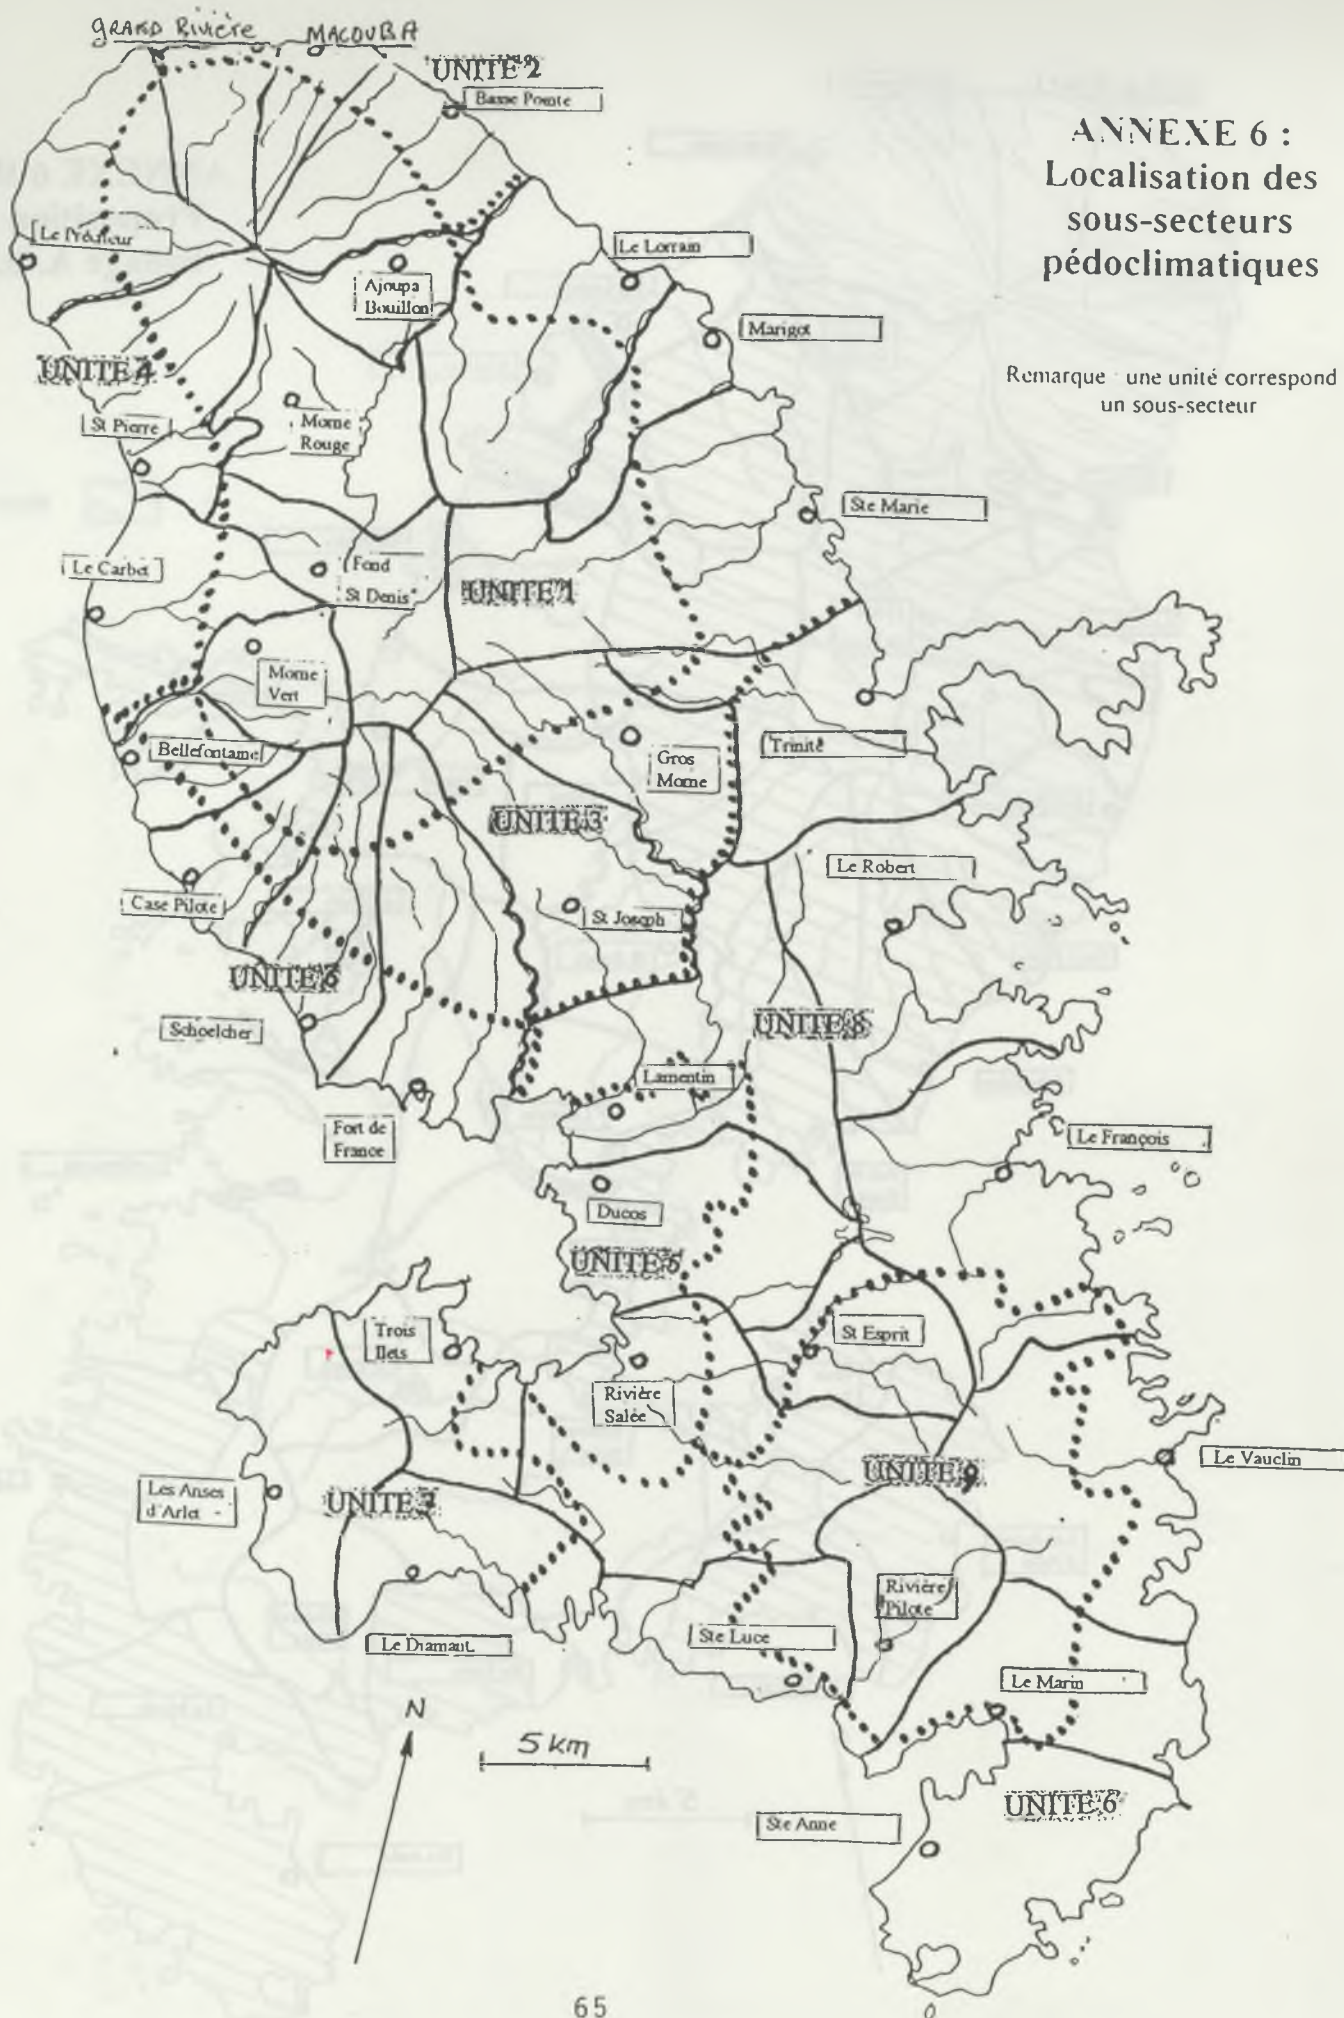 GRAND RIVIÈRE
MACOUBA
UNITE 2
Basse Pointe
ANNEXE 6 :
Localisation des
sous-secteurs
pédoclimatiques
Remarque : une unité correspond
un sous-secteur
Le Prêcheur
Ajoupa
Bouillon
Le Lorrain
Marigot
UNITE 4
St Pierre
Morne
Rouge
Ste Marie
Le Carbet
Fond
St Denis
UNITE 1
Morne
Vert
Bellefontaine
Gros
Morne
Trinité
UNITE 3
Le Robert
Case Pilote
St Joseph
UNITE
Schoelcher
UNITE 8
Lamentin
Fort de
France
Le François
Ducos
UNITE 5
Trois
Ilets
St Esprit
Rivière
Salée
Le Vauclin
Les Anses
d'Arlet
UNITE 7
UNITE 9
Rivière
Pilote
Le Diamant
Ste Luce
Le Marin
N
5 km
UNITE 6
Ste Anne
65